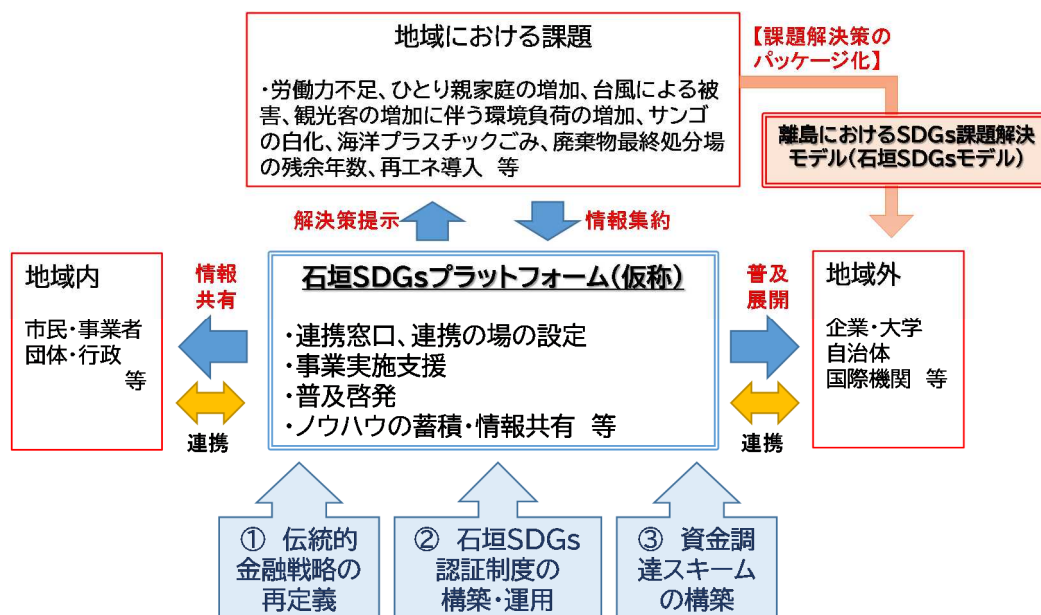 地域における課題
・労働力不足、ひとり親家庭の増加、台風による被
害、観光客の増加に伴う環境負荷の増加、サンゴ
の白化、海洋プラスチックごみ、廃棄物最終処分場
の残余年数、再エネ導入　等
【課題解決策の
パッケージ化】
離島におけるSDGs課題解決
モデル(石垣SDGsモデル)
解決策提示
情報集約
地域内
市民・事業者
団体・行政
等
情報
共有
連携
石垣SDGsプラットフォーム(仮称)
・連携窓口、連携の場の設定
・事業実施支援
・普及啓発
・ノウハウの蓄積・情報共有　等
普及
展開
連携
地域外
企業・大学
自治体
国際機関　等
①　伝統的
金融戦略の
再定義
②　石垣SDGs
認証制度の
構築・運用
③　資金調
達スキーム
の構築